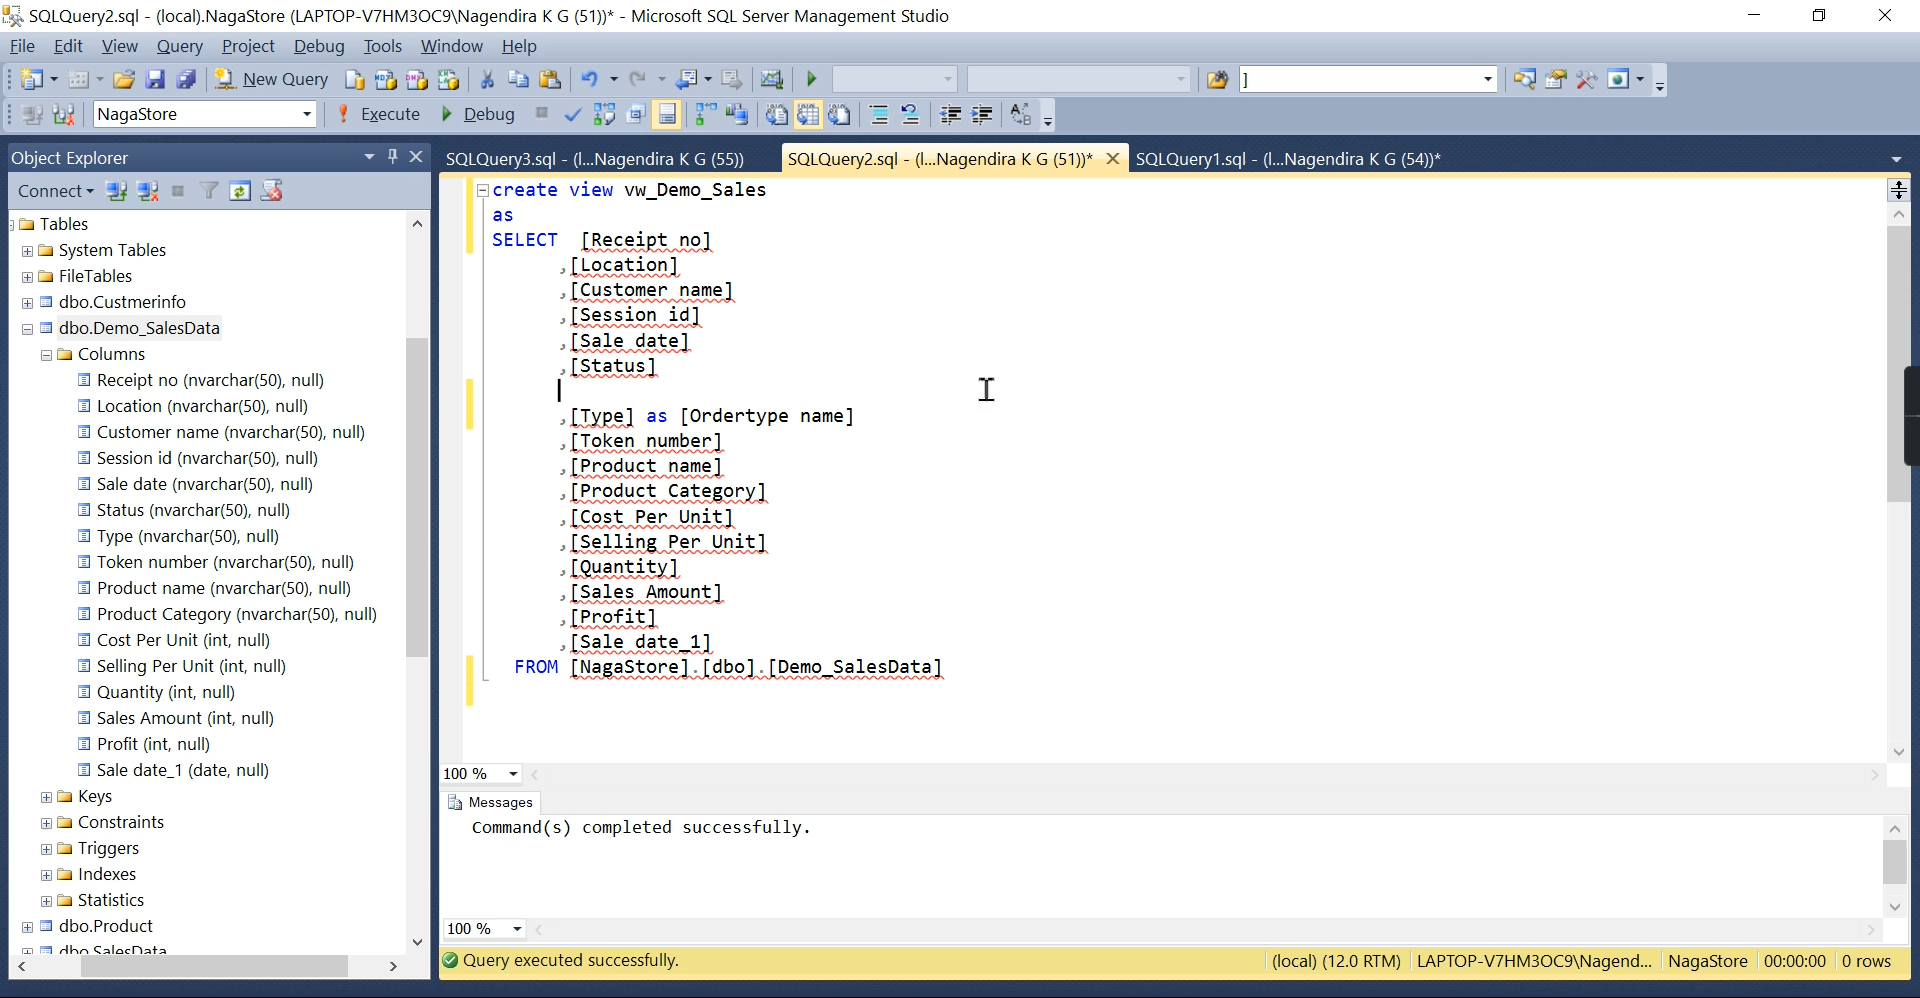 SQLQuery2.sql - (local).NagaStore (LAPTOP-V7HM3OC9\Nagendira K G (51))* - Microsoft SQL Server Management Studio
File Edit View Query Project Debug Tools Window Help
New Query ]
NagaStore Execute Debug
Object Explorer
SQLQuery3.sql - (l...Nagendira K G (55)) SQLQuery2.sql - (l...Nagendira K G (51))* SQLQuery1.sql - (l...Nagendira K G (54))*
Connect
Tables
System Tables
FileTables
dbo.Custmerinfo
dbo.Demo_SalesData
Columns
Receipt no (nvarchar(50), null)
Location (nvarchar(50), null)
Customer name (nvarchar(50), null)
Session id (nvarchar(50), null)
Sale date (nvarchar(50), null)
Status (nvarchar(50), null)
Type (nvarchar(50), null)
Token number (nvarchar(50), null)
Product name (nvarchar(50), null)
Product Category (nvarchar(50), null)
Cost Per Unit (int, null)
Selling Per Unit (int, null)
Quantity (int, null)
Sales Amount (int, null)
Profit (int, null)
Sale date_1 (date, null)
Keys
Constraints
Triggers
Indexes
Statistics
dbo.Product
dbo.SalesData
create view vw_Demo_Sales
as
SELECT [Receipt no]
,[Location]
,[Customer name]
,[Session id]
,[Sale date]
,[Status]
,[Type] as [Ordertype name]
,[Token number]
,[Product name]
,[Product Category]
,[Cost Per Unit]
,[Selling Per Unit]
,[Quantity]
,[Sales Amount]
,[Profit]
,[Sale date_1]
FROM [NagaStore].[dbo].[Demo_SalesData]
100 %
Messages
Command(s) completed successfully.
100 %
Query executed successfully. (local) (12.0 RTM) LAPTOP-V7HM3OC9\Nagend... NagaStore 00:00:00 0 rows